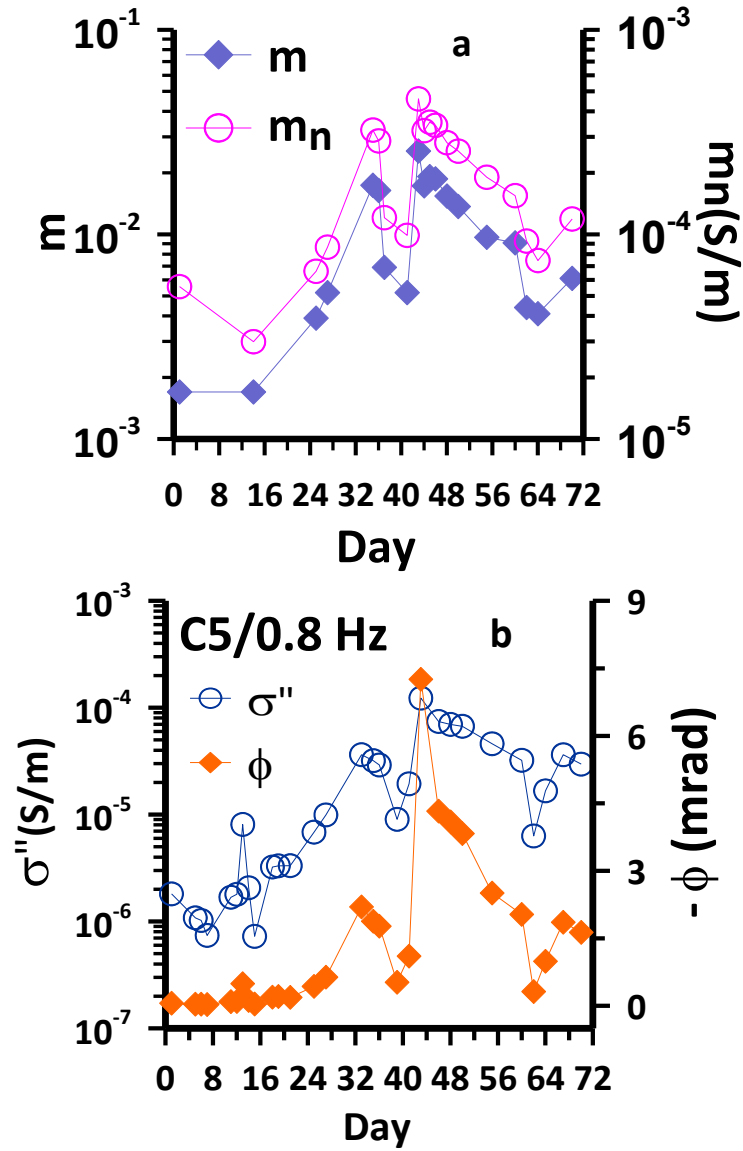 10⁻¹
10⁻²
10⁻³
m
m
mₙ
a
10⁻³
10⁻⁴
10⁻⁵
mn(S/m)
0 8 16 24 32 40 48 56 64 72
Day
10⁻³
10⁻⁴
10⁻⁵
10⁻⁶
10⁻⁷
σ"(S/m)
C5/0.8 Hz
b
σ"
ϕ
9
6
3
0
- ϕ (mrad)
0 8 16 24 32 40 48 56 64 72
Day